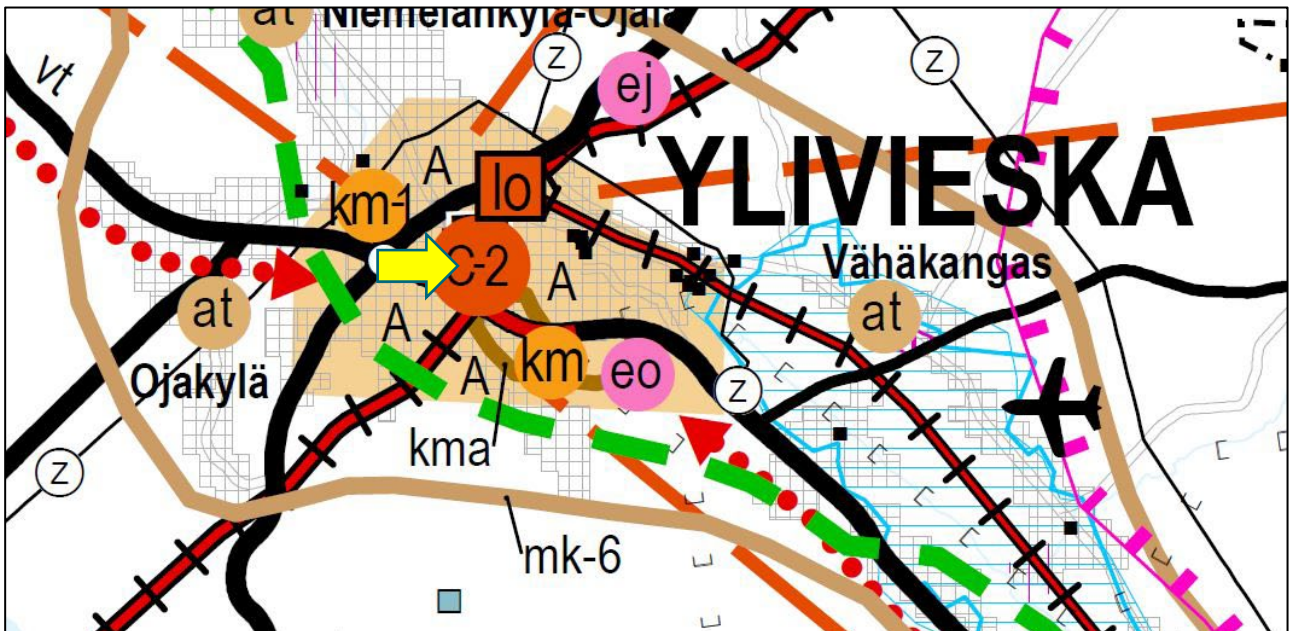 at
Niemelänkylä-Ojala
z
z
vt
ej
YLIVIESKA
A
lo
km-1
C-2
A
Vähäkangas
at
at
A
Ojakylä
A
km
eo
z
kma
z
mk-6